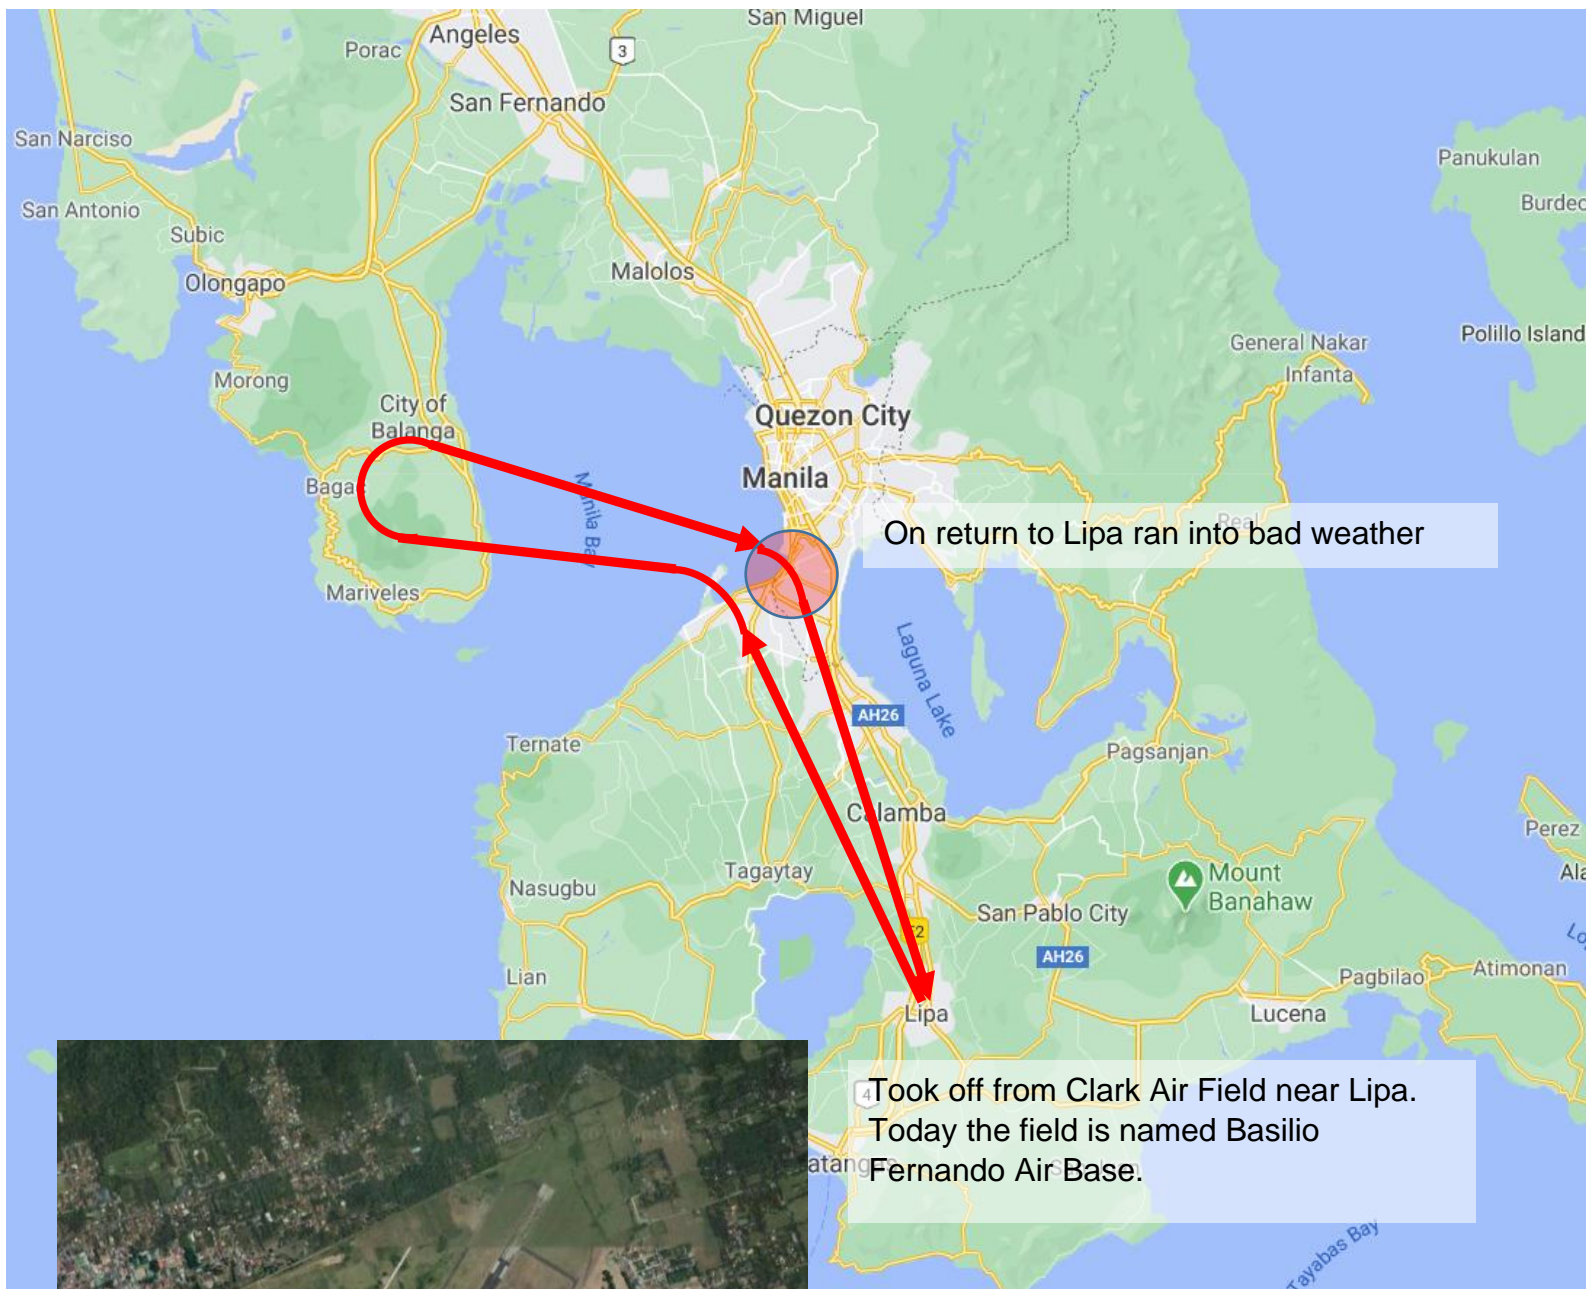 San Miguel
Angeles
Porac
3
San Fernando
San Narciso
Panukulan
San Antonio
Subic
Malolos
Olongapo
Polillo Island
General Nakar
Infanta
Morong
City of
Balanga
Quezon City
Manila
Manila Bay
On return to Lipa ran into bad weather
Real
Mariveles
Laguna Lake
AH26
Ternate
Pagsanjan
Calamba
Perez
Tagaytay
Nasugbu
Mount
Banahaw
San Pablo City
AH26
Lian
Pagbilao
Atimonan
Lipa
Lucena
4
Took off from Clark Air Field near Lipa.
Today the field is named Basilio
Fernando Air Base.
Tayabas Bay